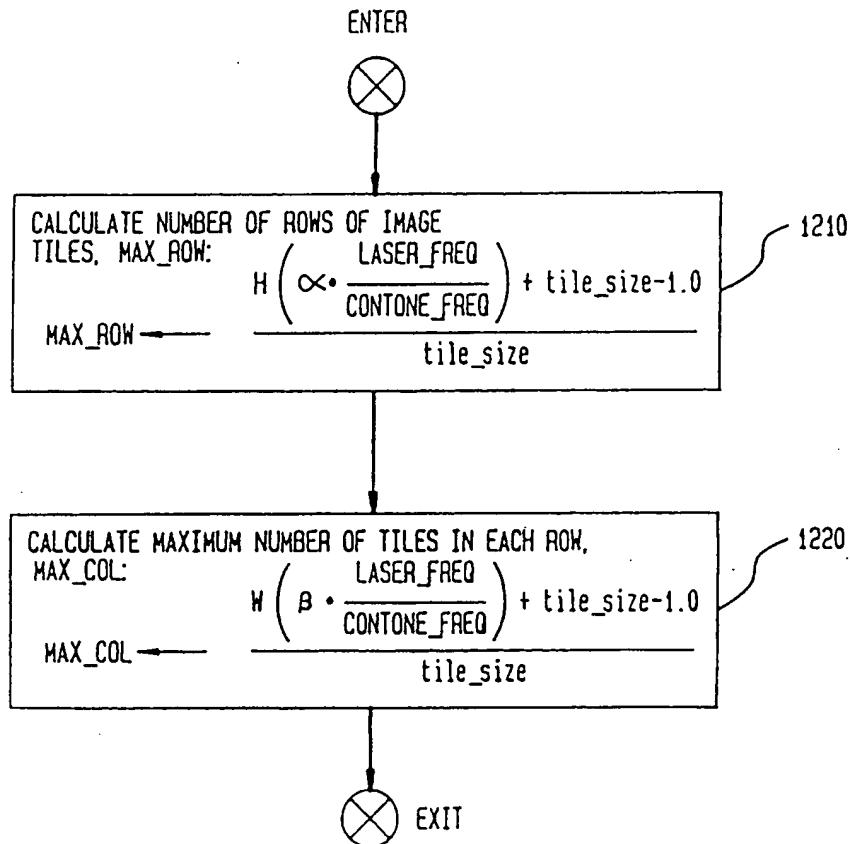 ENTER
CALCULATE NUMBER OF ROWS OF IMAGE
TILES, MAX_ROW:
MAX_ROW ← H(∝•LASER_FREQ/CONTONE_FREQ) + tile_size-1.0
tile_size
1210
CALCULATE MAXIMUM NUMBER OF TILES IN EACH ROW,
MAX_COL:
MAX_COL ← W(β•LASER_FREQ/CONTONE_FREQ) + tile_size-1.0
tile_size
1220
EXIT